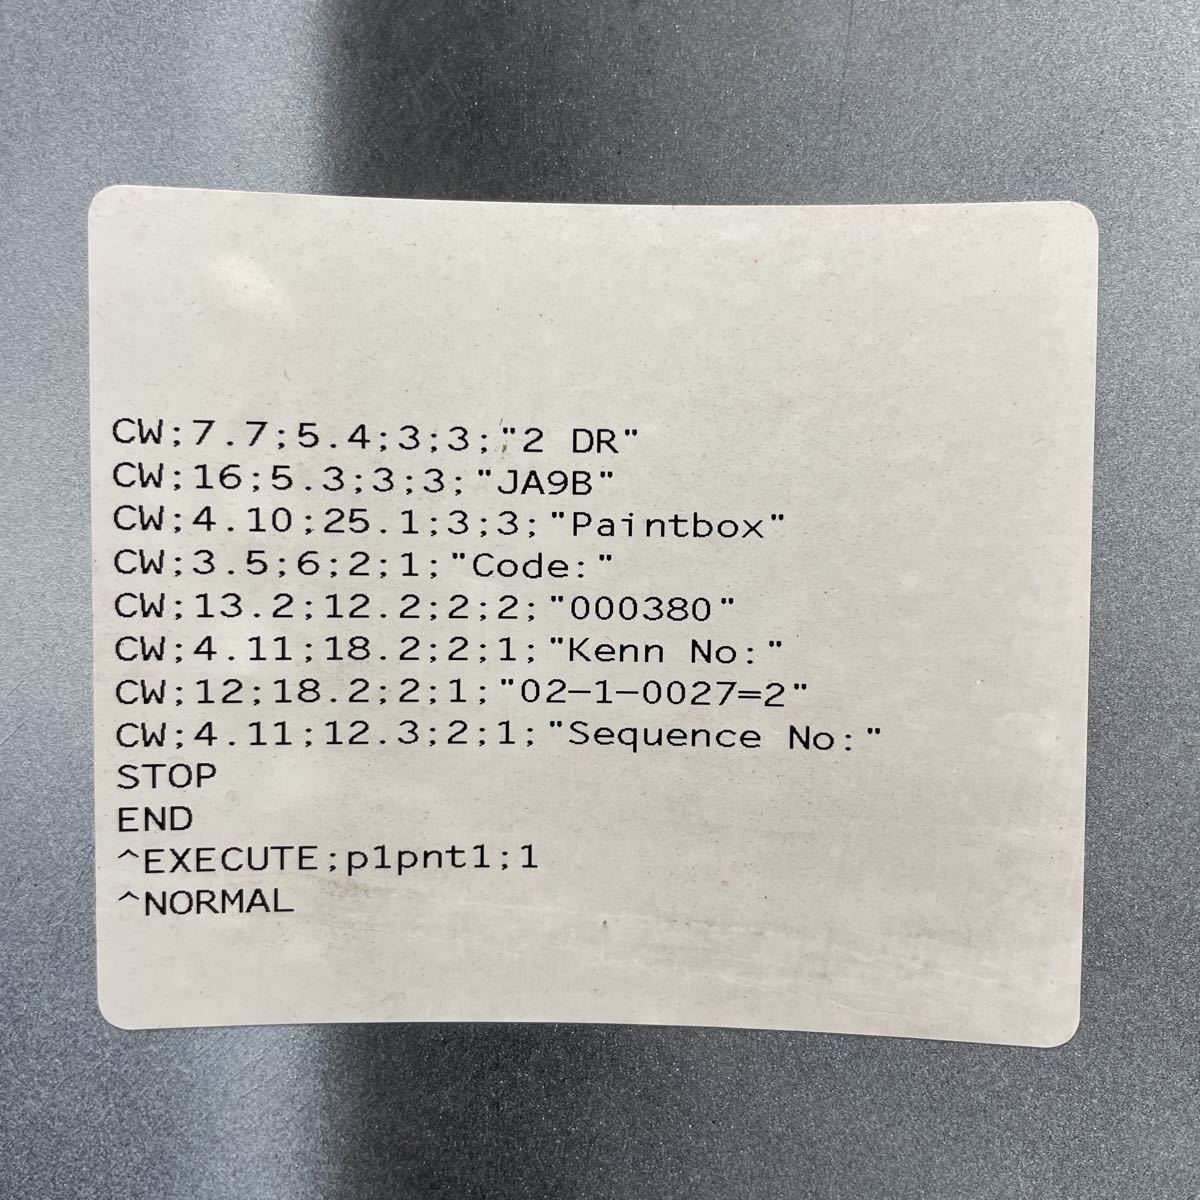 CW;7.7;5.4;3;3;"2 DR"
CW;16;5.3;3;3;"JA9B"
CW;4.10;25.1;3;3;"Paintbox"
CW;3.5;6;2;1;"Code:"
CW;13.2;12.2;2;2;"000380"
CW;4.11;18.2;2;1;"Kenn No:"
CW;12;18.2;2;1;"02-1-0027=2"
CW;4.11;12.3;2;1;"Sequence No:"
STOP
END
^EXECUTE;p1pnt1;1
^NORMAL